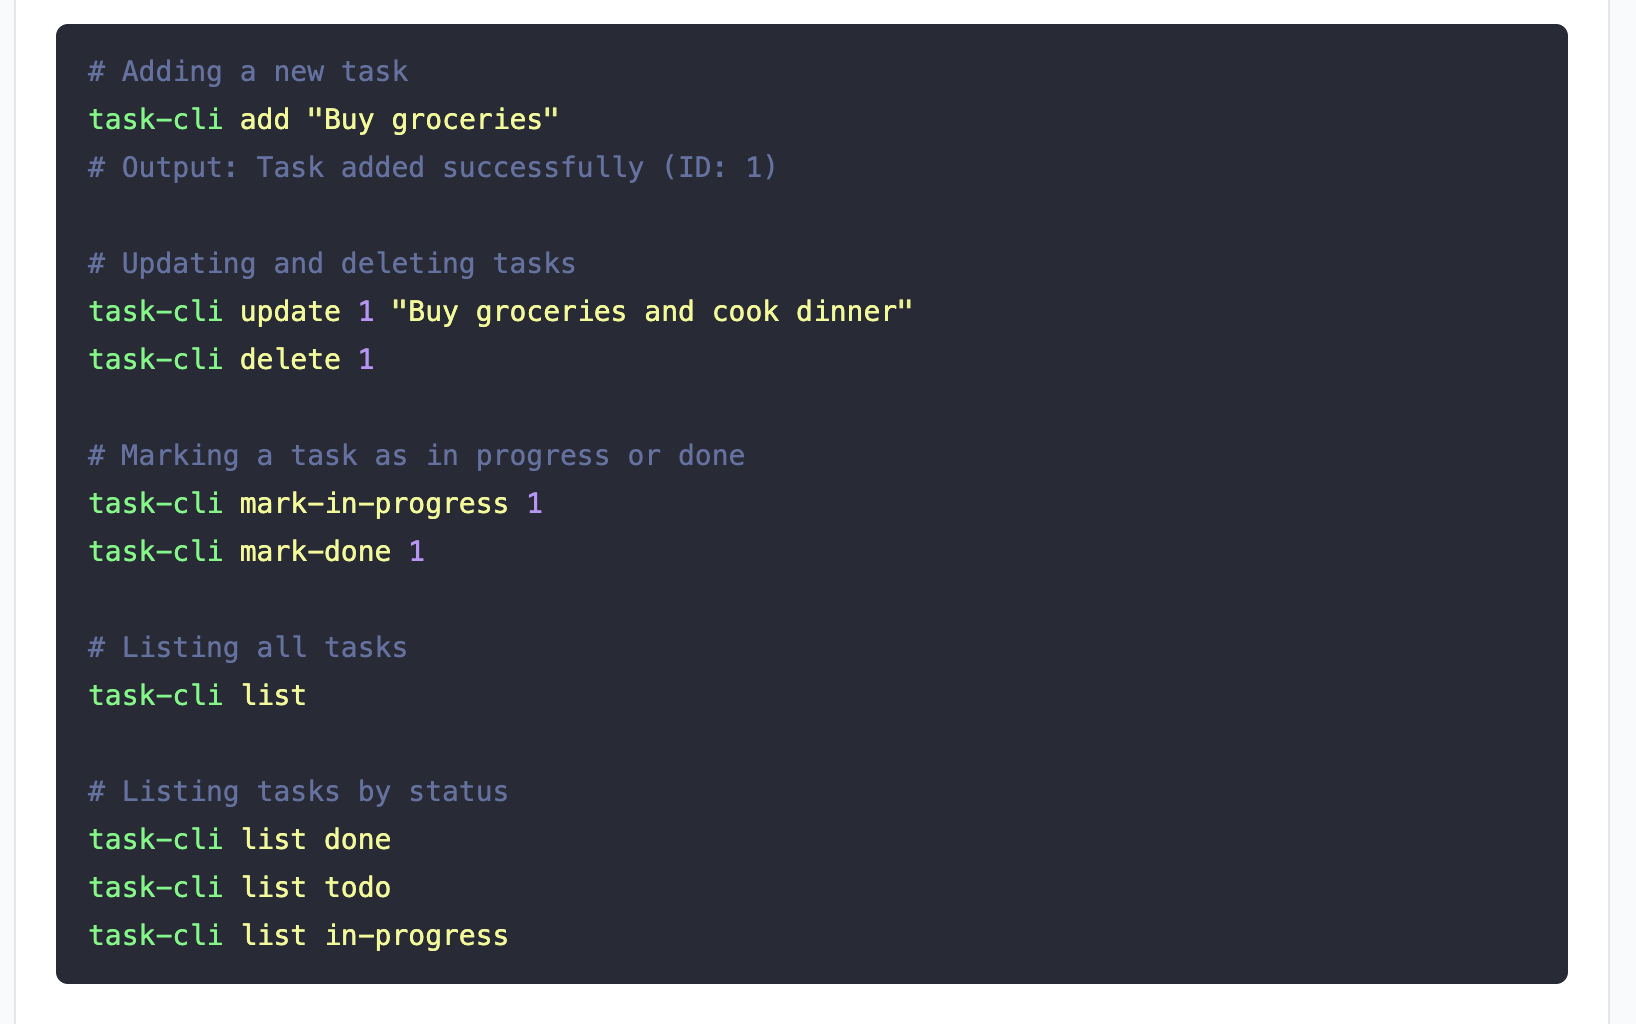 # Adding a new task
task-cli add "Buy groceries"
# Output: Task added successfully (ID: 1)
# Updating and deleting tasks
task-cli update 1 "Buy groceries and cook dinner"
task-cli delete 1
# Marking a task as in progress or done
task-cli mark-in-progress 1
task-cli mark-done 1
# Listing all tasks
task-cli list
# Listing tasks by status
task-cli list done
task-cli list todo
task-cli list in-progress